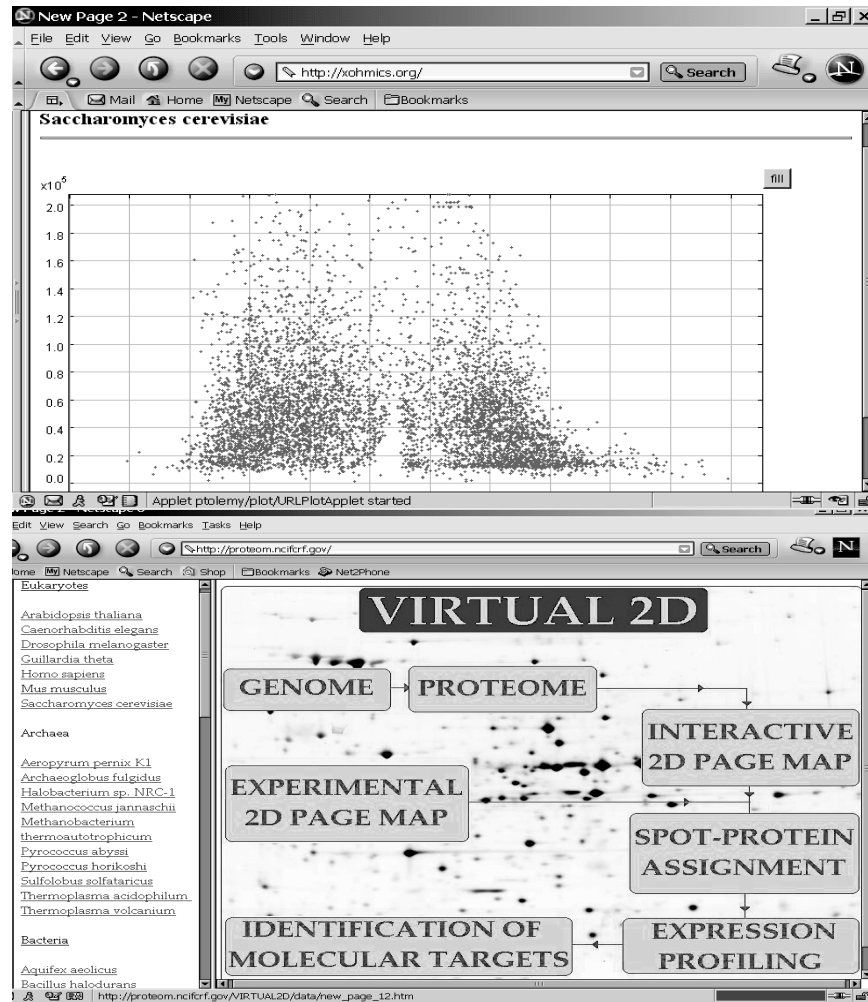 New Page 2 - Netscape
File Edit View Go Bookmarks Tools Window Help
http://xohmics.org/
Search
N
Mail Home My Netscape Search Bookmarks
Saccharomyces cerevisiae
fill
x10^5
2.0
1.8
1.6
1.4
1.2
1.0
0.8
0.6
0.4
0.2
0.0
Applet ptolemy/plot/URLPlotApplet started
Edit View Search Go Bookmarks Tasks Help
http://proteom.ncifcrf.gov/
Search
N
My Netscape Search Shop Bookmarks Net2Phone
Eukaryotes
Arabidopsis thaliana
Caenorhabditis elegans
Drosophila melanogaster
Guillardia theta
Homo sapiens
Mus musculus
Saccharomyces cerevisiae
Archaea
Aeropyrum pernix K1
Archaeoglobus fulgidus
Halobacterium sp. NRC-1
Methanococcus jannaschii
Methanobacterium
thermoautotrophicum
Pyrococcus abyssi
Pyrococcus horikoshi
Sulfolobus solfataricus
Thermoplasma acidophilum
Thermoplasma volcanium
Bacteria
Aquifex aeolicus
Bacillus halodurans
VIRTUAL 2D
GENOME
PROTEOME
INTERACTIVE
2D PAGE MAP
EXPERIMENTAL
2D PAGE MAP
SPOT-PROTEIN
ASSIGNMENT
IDENTIFICATION OF
MOLECULAR TARGETS
EXPRESSION
PROFILING
http://proteom.ncifcrf.gov/VIRTUAL2D/data/new_page_12.htm